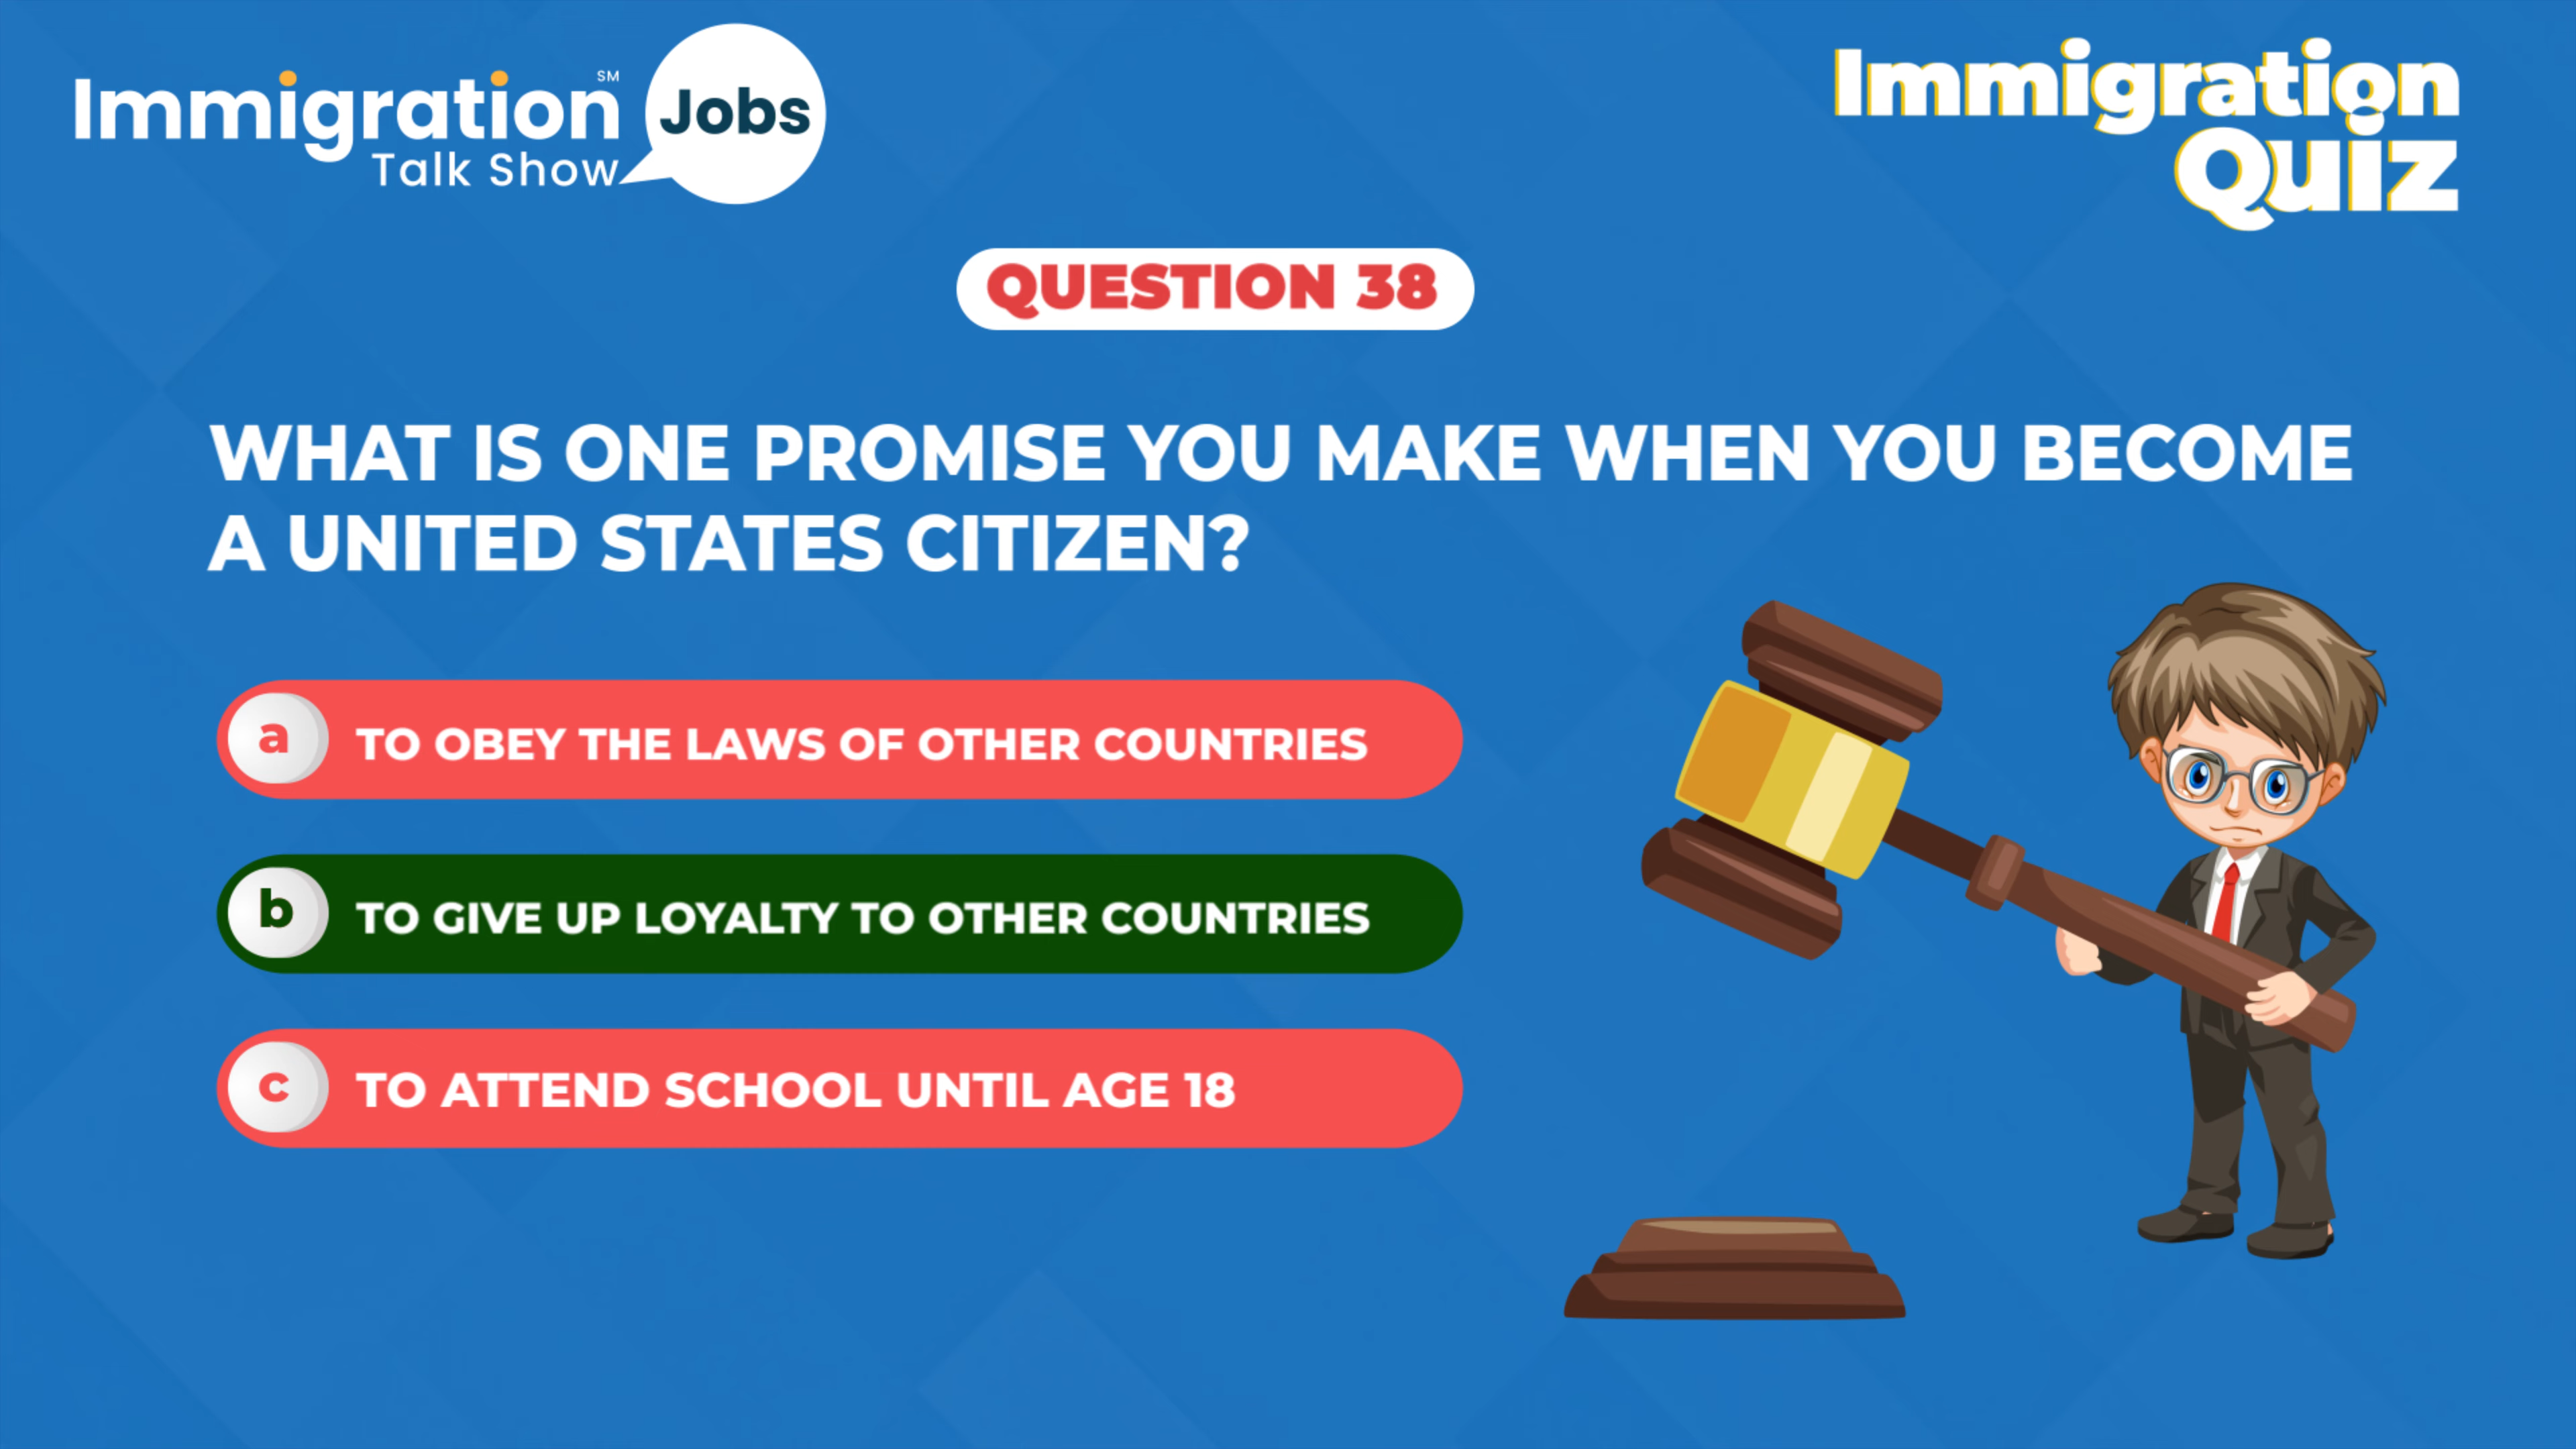 Immigration SM
Talk Show
Jobs
Immigration
Quiz
QUESTION 38
WHAT IS ONE PROMISE YOU MAKE WHEN YOU BECOME
A UNITED STATES CITIZEN?
a TO OBEY THE LAWS OF OTHER COUNTRIES
b TO GIVE UP LOYALTY TO OTHER COUNTRIES
c TO ATTEND SCHOOL UNTIL AGE 18